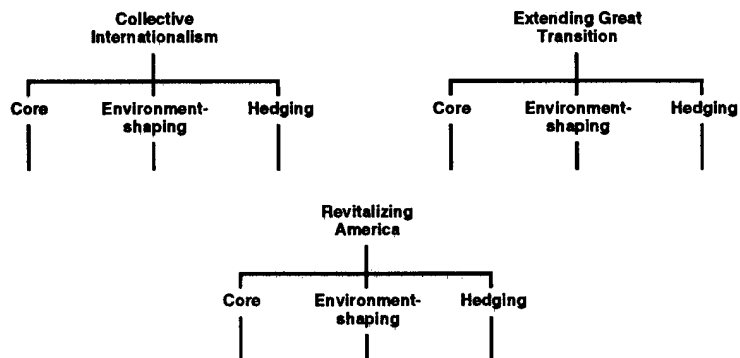 Collective
Internationalism
Core
Environment-
shaping
Hedging
Extending Great
Transition
Core
Environment-
shaping
Hedging
Revitalizing
America
Core
Environment-
shaping
Hedging